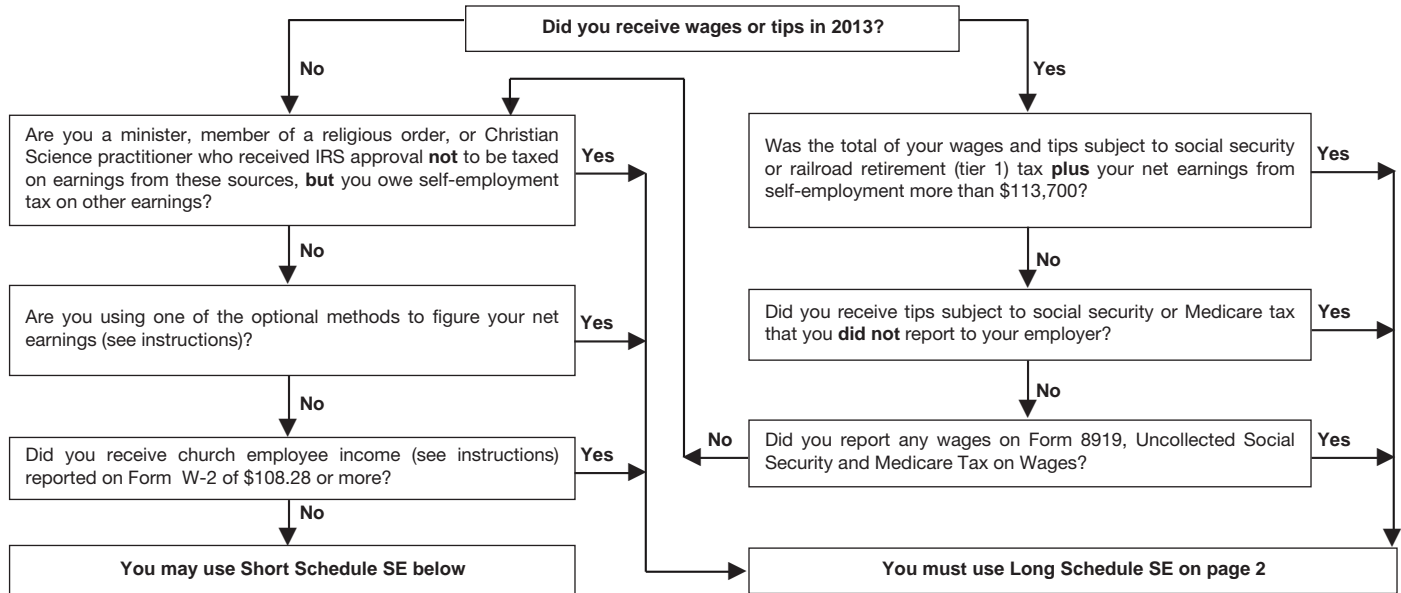 Did you receive wages or tips in 2013?
No
Yes
Are you a minister, member of a religious order, or Christian
Science practitioner who received IRS approval not to be taxed
on earnings from these sources, but you owe self-employment
tax on other earnings?
Yes
Was the total of your wages and tips subject to social security
or railroad retirement (tier 1) tax plus your net earnings from
self-employment more than $113,700?
Yes
No
No
Are you using one of the optional methods to figure your net
earnings (see instructions)?
Yes
Did you receive tips subject to social security or Medicare tax
that you did not report to your employer?
Yes
No
No
Did you receive church employee income (see instructions)
reported on Form W-2 of $108.28 or more?
Yes
No
Did you report any wages on Form 8919, Uncollected Social
Security and Medicare Tax on Wages?
Yes
No
You may use Short Schedule SE below
You must use Long Schedule SE on page 2